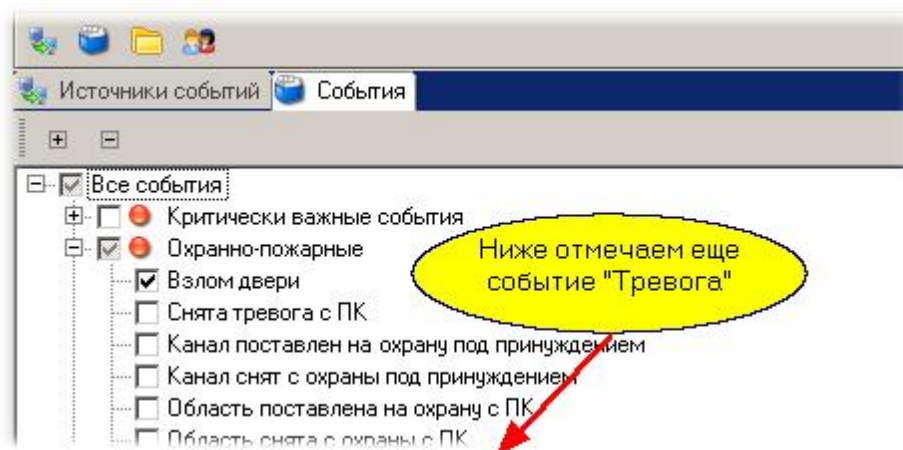 Источники событий События
Все события
Критически важные события
Охранно-пожарные
Ниже отмечаем еще
событие "Тревога"
Взлом двери
Снята тревога с ПК
Канал поставлен на охрану под принуждением
Канал снят с охраны под принуждением
Область поставлена на охрану с ПК
Область снята с охраны с ПК